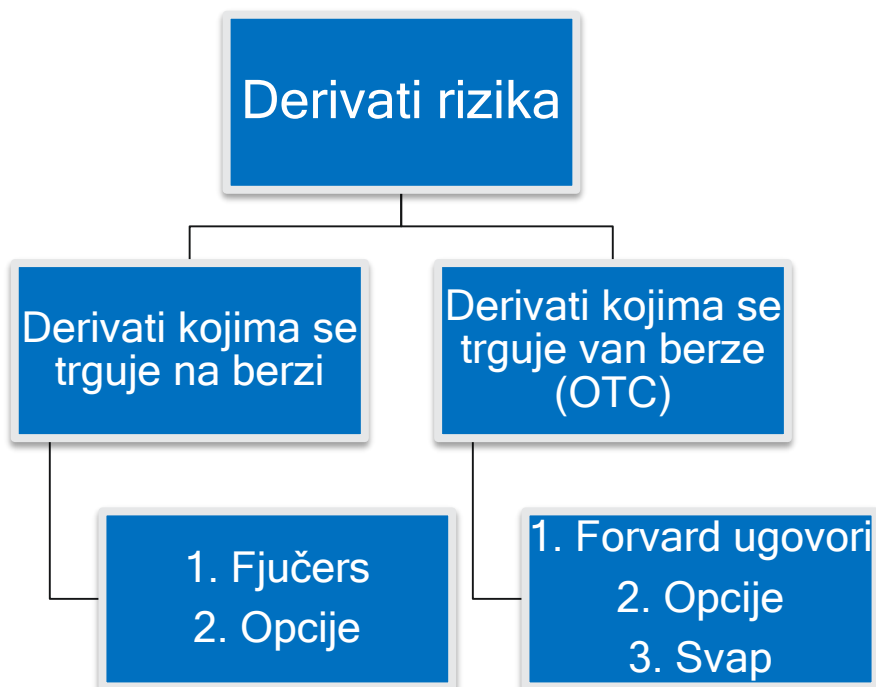 Derivati rizika
Derivati kojima se
trguje na berzi
Derivati kojima se
trguje van berze
(OTC)
1. Fjučers
2. Opcije
1. Forvard ugovori
2. Opcije
3. Svap